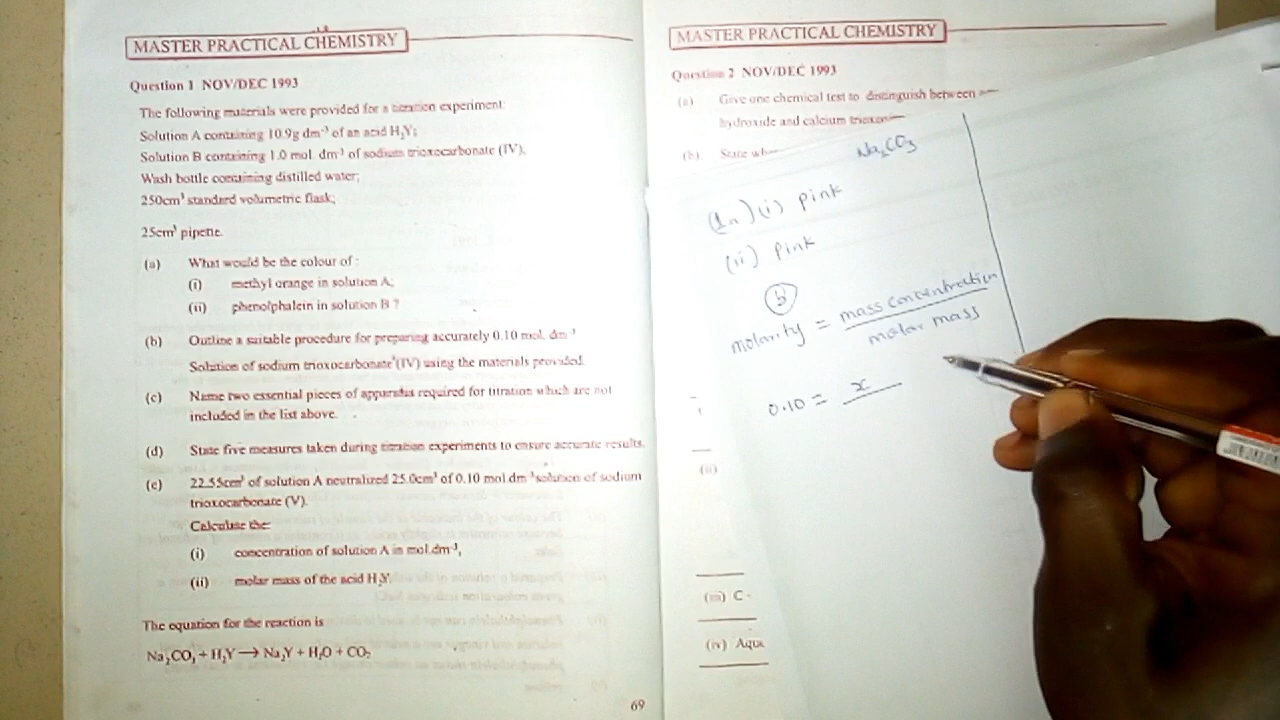 MASTER PRACTICAL CHEMISTRY
Question 1 NOV/DEC 1993
The following materials were provided for a titration experiment:
Solution A containing 10.9g dm⁻³ of an acid H₂Y;
Solution B containing 1.0 mol. dm⁻³ of sodium trioxocarbonate (IV),
Wash bottle containing distilled water;
250cm³ standard volumetric flask;
25cm³ pipette.
(a) What would be the colour of :
(i) methyl orange in solution A;
(ii) phenolphalein in solution B ?
(b) Outline a suitable procedure for preparing accurately 0.10 mol. dm⁻³
Solution of sodium trioxocarbonate (IV) using the materials provided.
(c) Name two essential pieces of apparatus required for titration which are not
included in the list above.
(d) State five measures taken during titration experiments to ensure accurate results.
(e) 22.55cm³ of solution A neutralized 25.0cm³ of 0.10 mol.dm⁻³ solution of sodium
trioxocarbonate (V).
Calculate the:
(i) concentration of solution A in mol.dm⁻³,
(ii) molar mass of the acid H₂Y.
The equation for the reaction is
Na₂CO₃ + H₂Y → Na₂Y + H₂O + CO₂
69
MASTER PRACTICAL CHEMISTRY
Question 2 NOV/DEC 1993
(a) Give one chemical test to distinguish between
hydroxide and calcium
(b) State
Na₂CO₃
(1a) (i) pink
(ii) pink
(b)
molarity = mass concentration
molar mass
0.10 = x
(ii)
(iii) C
(iv) Aqu